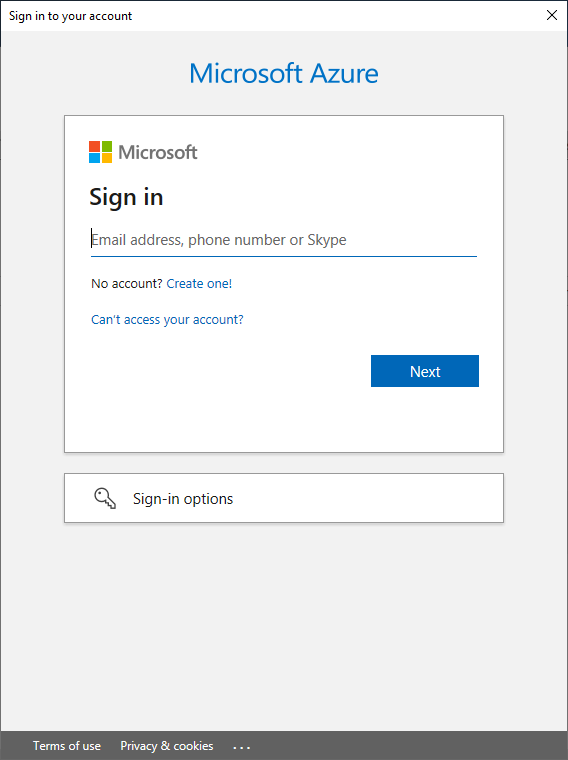 Sign in to your account
Microsoft Azure
Microsoft
Sign in
Email address, phone number or Skype
No account? Create one!
Can't access your account?
Next
Sign-in options
Terms of use Privacy & cookies ...